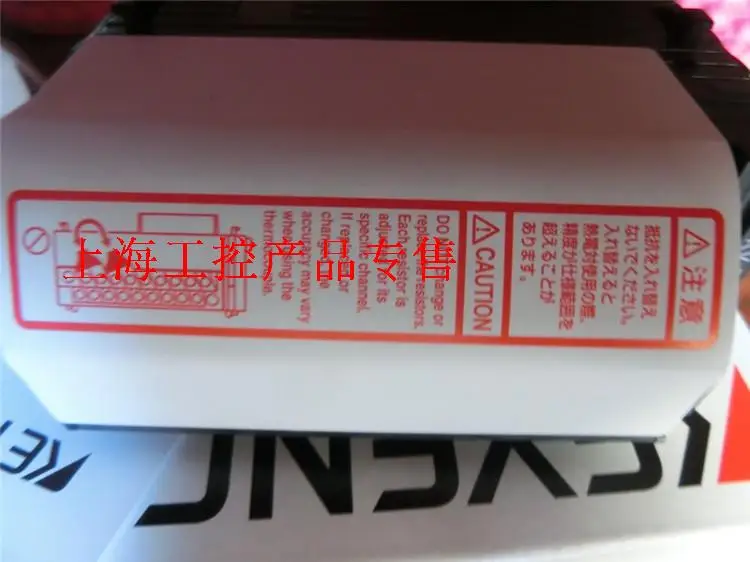 注意
抵抗を入れ替え
ないでください。
入れ替えると
熱電対使用の際、
精度が仕様範囲を
超えることが
あります。
CAUTION
DO change or
replace resistors.
Each resistor is
adjusted for its
specific channel.
If resistor
changed, the
accuracy may vary
when using the
上海工控产品专售
KEYENCE
KE